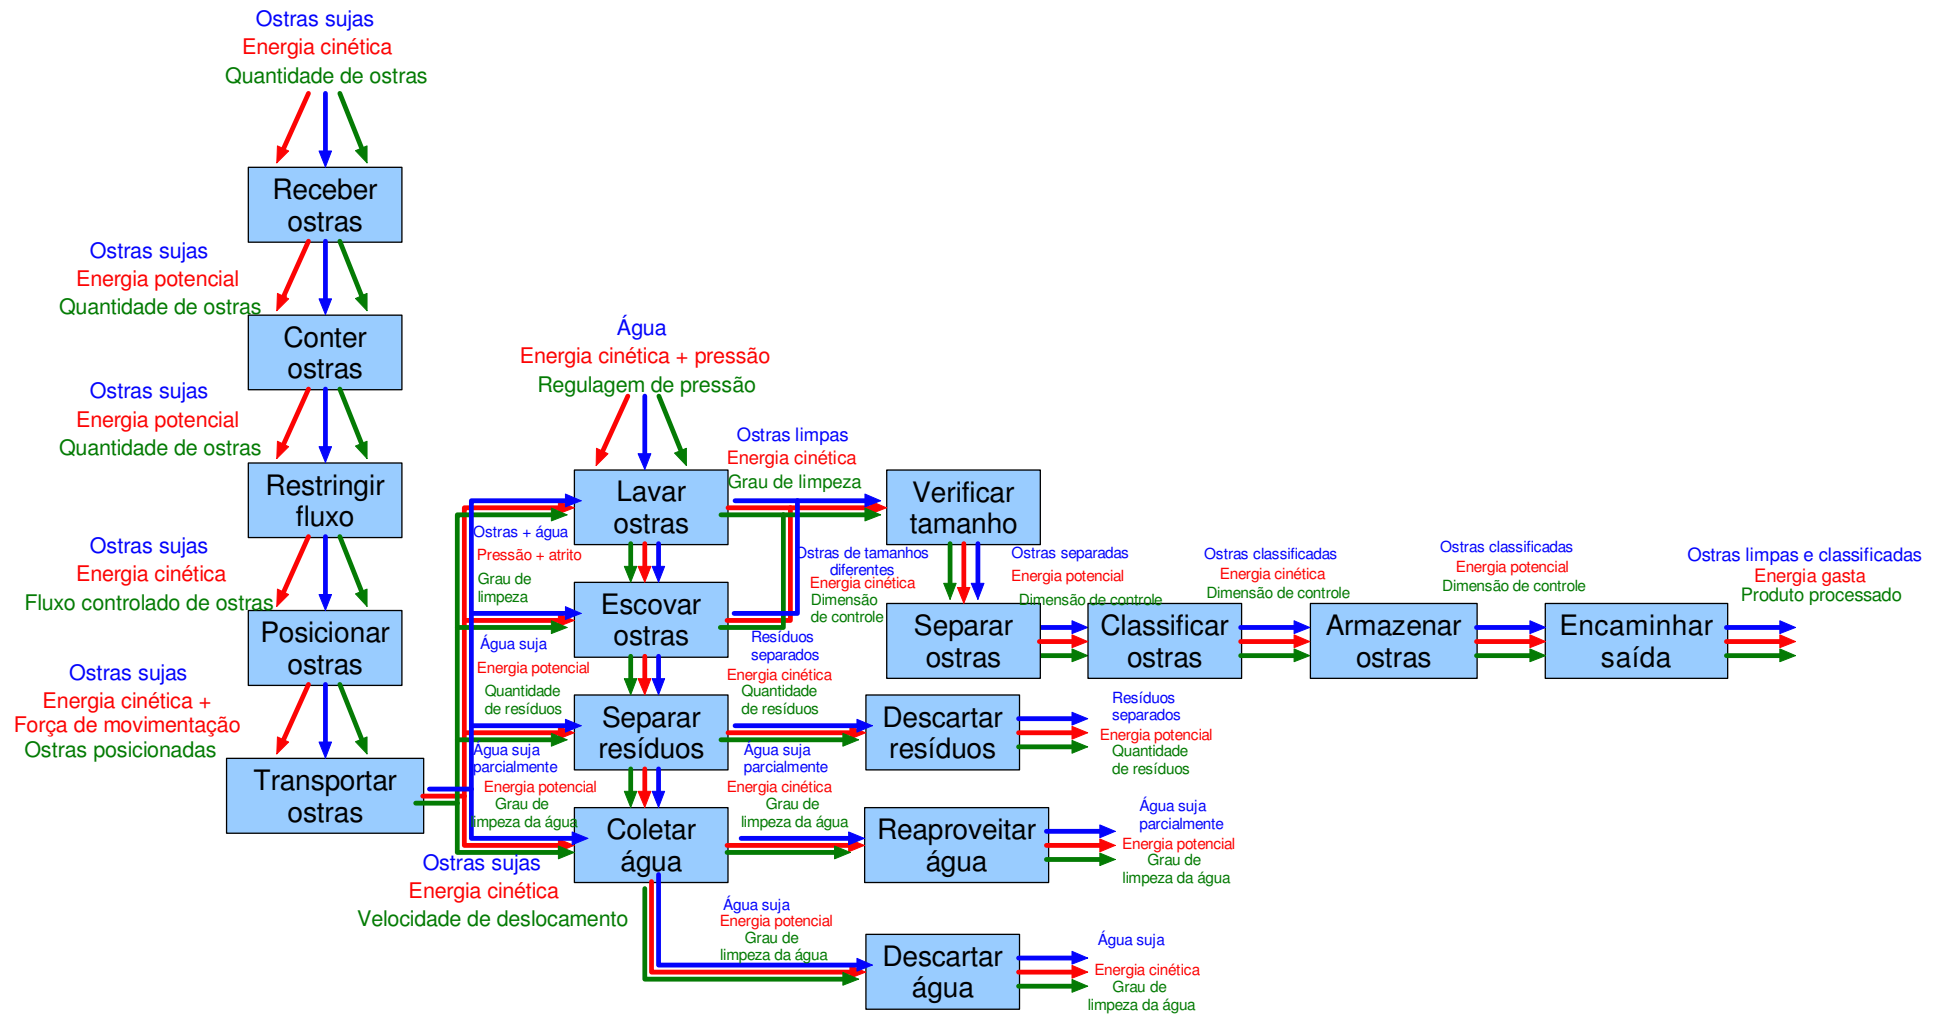 Ostras sujas
Energia cinética
Quantidade de ostras
Receber
ostras
Ostras sujas
Energia potencial
Quantidade de ostras
Conter
ostras
Ostras sujas
Energia potencial
Quantidade de ostras
Restringir
fluxo
Ostras sujas
Energia cinética
Fluxo controlado de ostras
Posicionar
ostras
Ostras sujas
Energia cinética +
Força de movimentação
Ostras posicionadas
Transportar
ostras
Ostras sujas
Energia cinética
Velocidade de deslocamento
Água
Energia cinética + pressão
Regulagem de pressão
Lavar
ostras
Ostras + água
Pressão + atrito
Grau de
limpeza
Escovar
ostras
Água suja
Energia potencial
Quantidade
de resíduos
Separar
resíduos
Água suja
parcialmente
Energia potencial
Grau de
limpeza da água
Coletar
água
Ostras limpas
Energia cinética
Grau de limpeza
Verificar
tamanho
Ostras de tamanhos
diferentes
Energia cinética
Dimensão
de controle
Ostras separadas
Energia potencial
Dimensão de controle
Separar
ostras
Classificar
ostras
Ostras classificadas
Energia cinética
Dimensão de controle
Armazenar
ostras
Ostras classificadas
Energia potencial
Dimensão de controle
Encaminhar
saída
Ostras limpas e classificadas
Energia gasta
Produto processado
Resíduos
separados
Energia cinética
Quantidade
de resíduos
Descartar
resíduos
Resíduos
separados
Energia potencial
Quantidade
de resíduos
Água suja
parcialmente
Energia cinética
Grau de
limpeza da água
Reaproveitar
água
Água suja
parcialmente
Energia potencial
Grau de
limpeza da água
Água suja
Energia potencial
Grau de
limpeza da água
Descartar
água
Água suja
Energia cinética
Grau de
limpeza da água